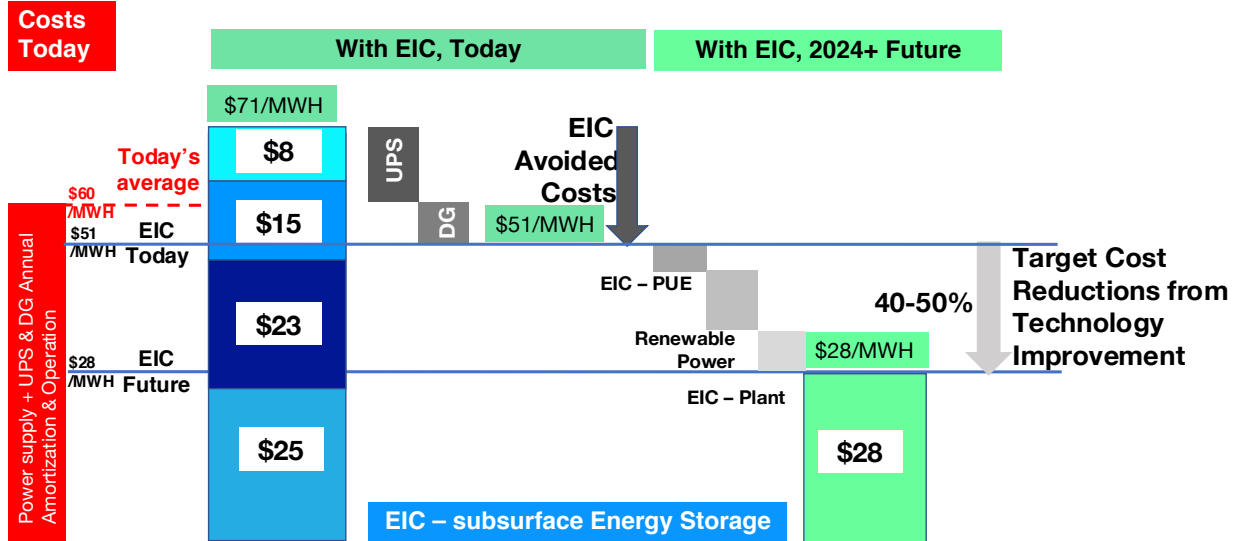 Costs
Today
With EIC, Today
With EIC, 2024+ Future
$71/MWH
$8
$15
$23
$25
Today's
average
$60
/MWH
$51
/MWH
EIC
Today
$28
/MWH
EIC
Future
Power supply + UPS & DG Annual
Amortization & Operation
UPS
DG
$51/MWH
EIC
Avoided
Costs
EIC – PUE
Renewable
Power
EIC – Plant
$28/MWH
$28
40-50%
Target Cost
Reductions from
Technology
Improvement
EIC – subsurface Energy Storage